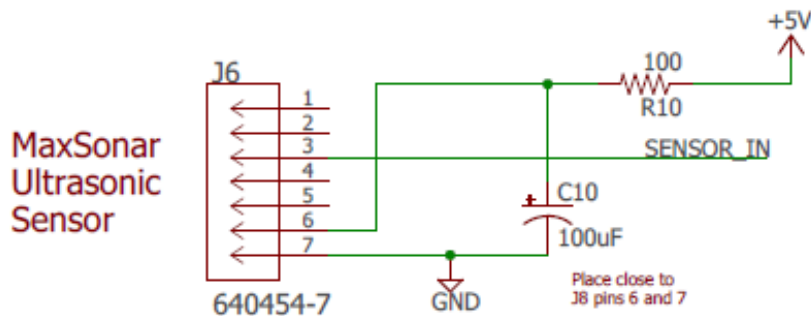 +5V
J6
100
R10
1
2
3
4
5
6
7
MaxSonar
Ultrasonic
Sensor
SENSOR_IN
+
C10
100uF
GND
Place close to
J8 pins 6 and 7
640454-7